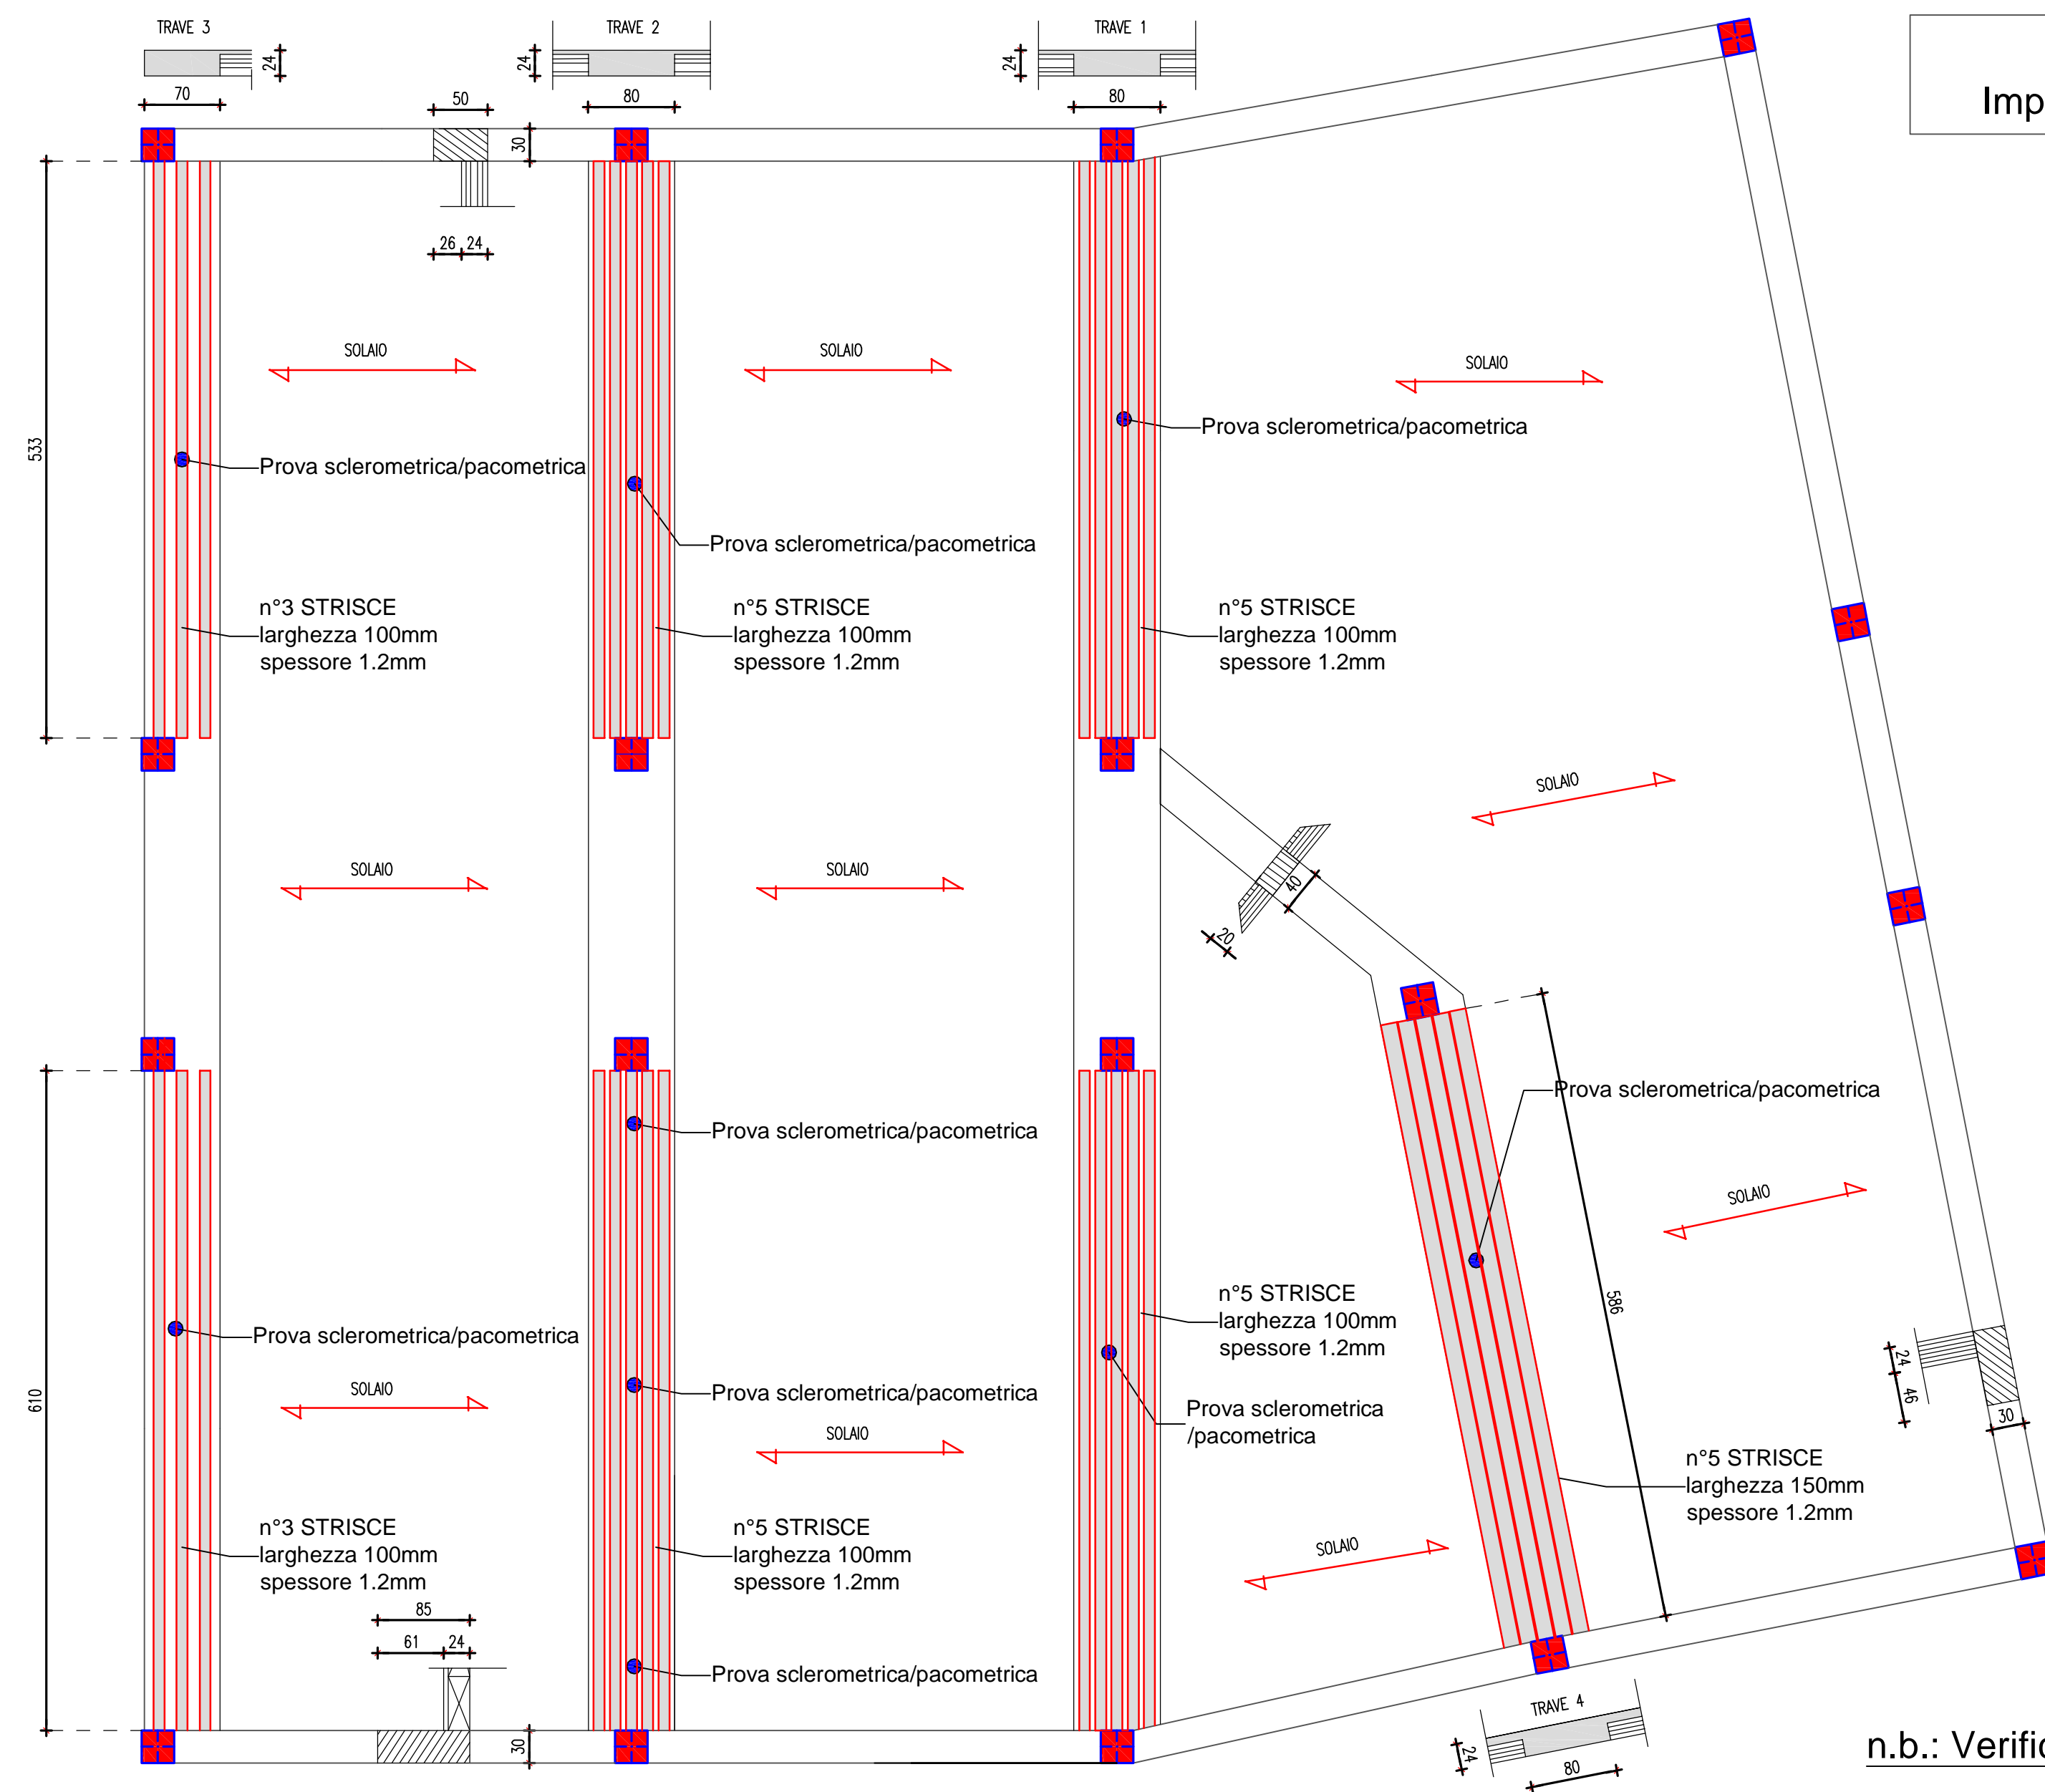 TRAVE 3
TRAVE 2
TRAVE 1
24
24
24
70
50
80
80
30
26
24
533
SOLAIO
SOLAIO
SOLAIO
Prova sclerometrica/pacometrica
Prova sclerometrica/pacometrica
Prova sclerometrica/pacometrica
n°3 STRISCE
larghezza 100mm
spessore 1.2mm
n°5 STRISCE
larghezza 100mm
spessore 1.2mm
n°5 STRISCE
larghezza 100mm
spessore 1.2mm
SOLAIO
SOLAIO
SOLAIO
40
20
Prova sclerometrica/pacometrica
Prova sclerometrica/pacometrica
SOLAIO
586
610
Prova sclerometrica/pacometrica
SOLAIO
Prova sclerometrica/pacometrica
SOLAIO
n°5 STRISCE
larghezza 100mm
spessore 1.2mm
Prova sclerometrica
/pacometrica
24
46
30
n°5 STRISCE
larghezza 150mm
spessore 1.2mm
n°3 STRISCE
larghezza 100mm
spessore 1.2mm
n°5 STRISCE
larghezza 100mm
spessore 1.2mm
SOLAIO
85
61
24
Prova sclerometrica/pacometrica
30
TRAVE 4
24
80
n.b.: